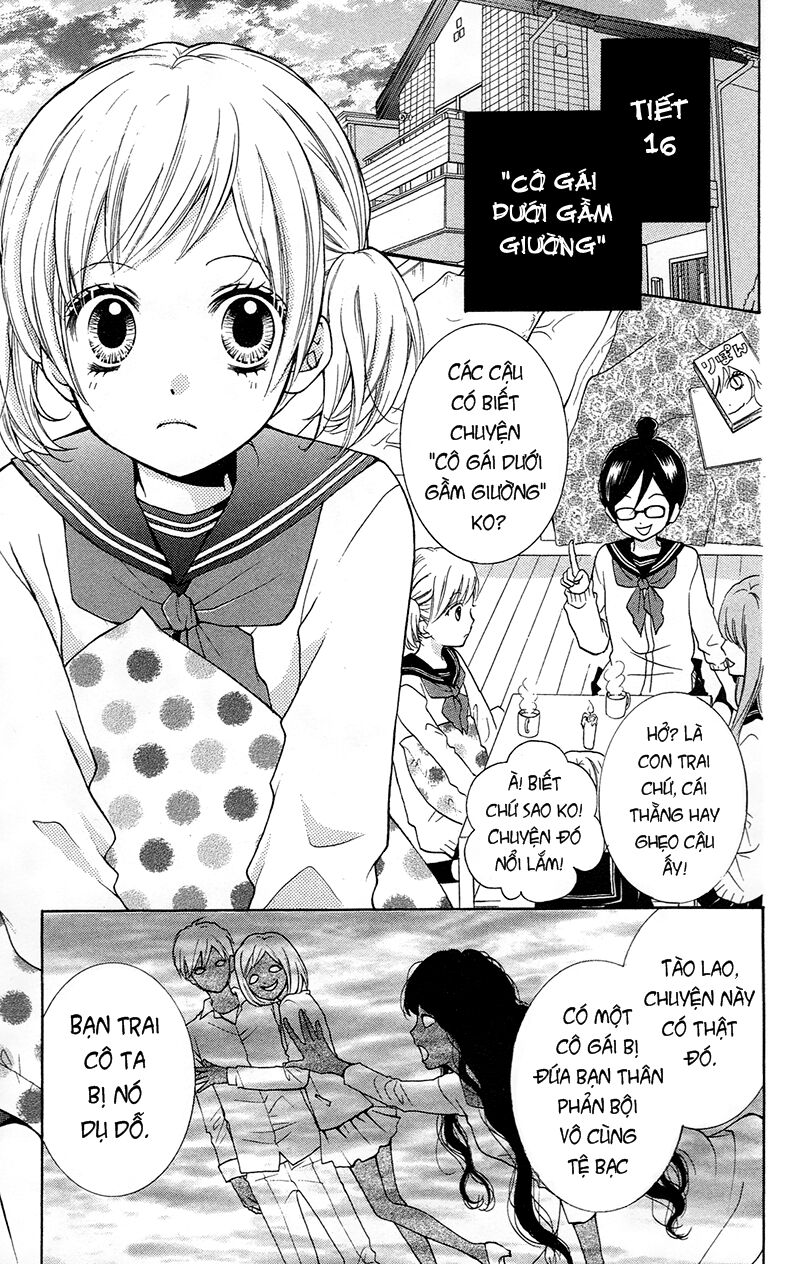 TIẾT
16
"CÔ GÁI
DƯỚI GẦM
GIƯỜNG"
りぼん
CÁC CẬU
CÓ BIẾT
CHUYỆN
"CÔ GÁI DƯỚI
GẦM GIƯỜNG"
KO?
HỞ? LÀ
CON TRAI
CHỨ, CÁI
THẰNG HAY
GHẸO CẬU
ẤY!
À! BIẾT
CHỨ SAO KO!
CHUYỆN ĐÓ
NỔI LẮM!
TÀO LAO,
CHUYỆN NÀY
CÓ THẬT
ĐÓ.
CÓ MỘT
CÔ GÁI BỊ
ĐỨA BẠN THÂN
PHẢN BỘI
VÔ CÙNG
TỆ BẠC
BẠN TRAI
CÔ TA
BỊ NÓ
DỤ DỖ.